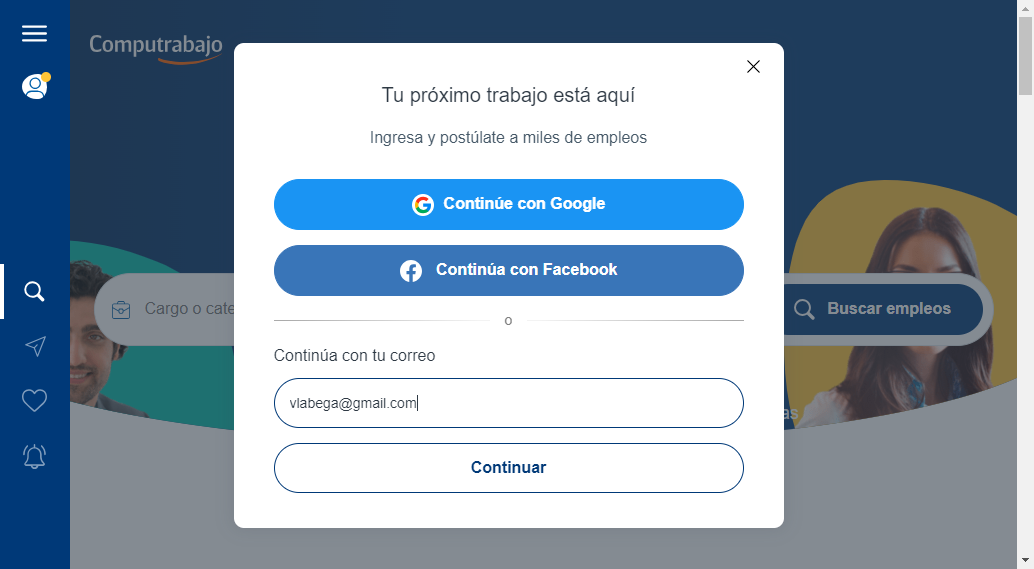 Computrabajo
Tu próximo trabajo está aquí
Ingresa y postúlate a miles de empleos
Continúe con Google
Continúa con Facebook
Cargo o cate
Buscar empleos
o
Continúa con tu correo
vlabega@gmail.com
as
Continuar